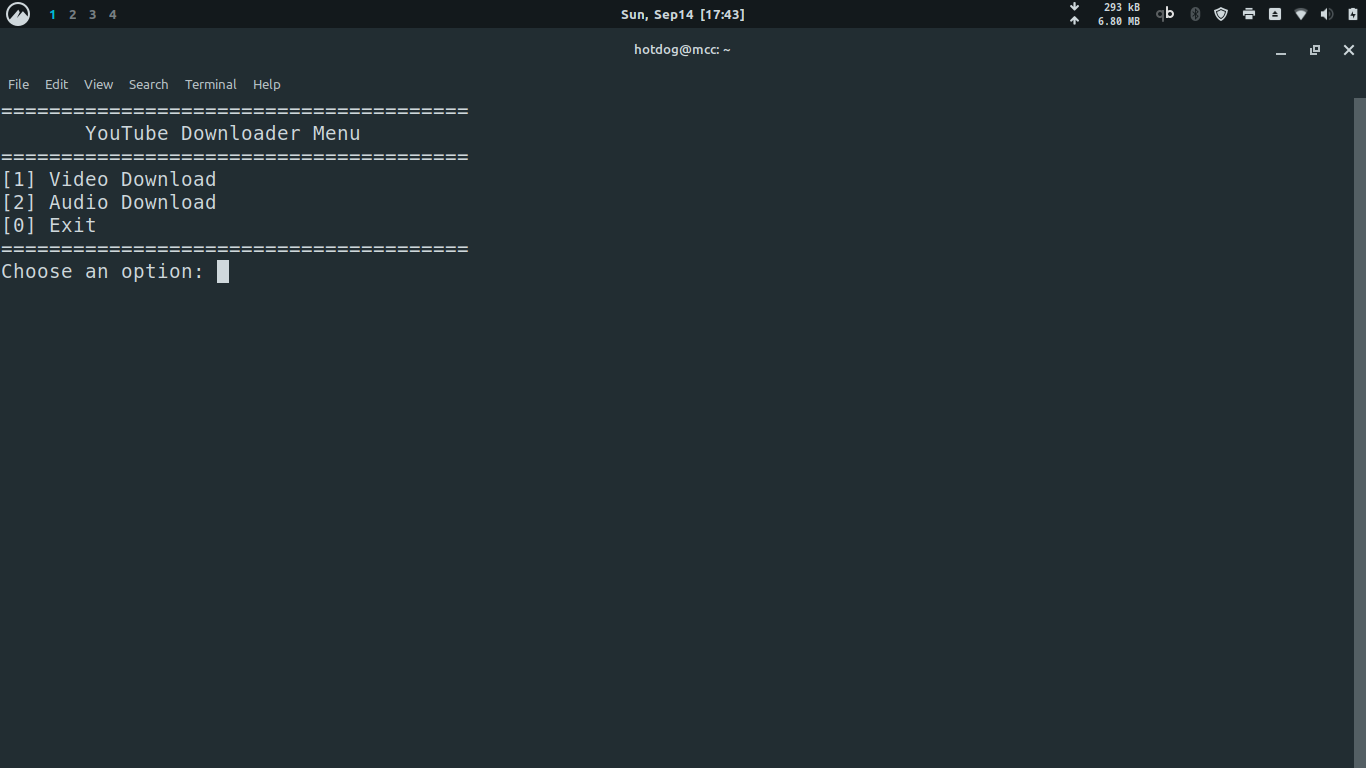 1 2 3 4 Sun, Sep14 [17:43] 293 kB
6.80 MB qb
hotdog@mcc: ~
File Edit View Search Terminal Help
=======================================
YouTube Downloader Menu
=======================================
[1] Video Download
[2] Audio Download
[0] Exit
=======================================
Choose an option: